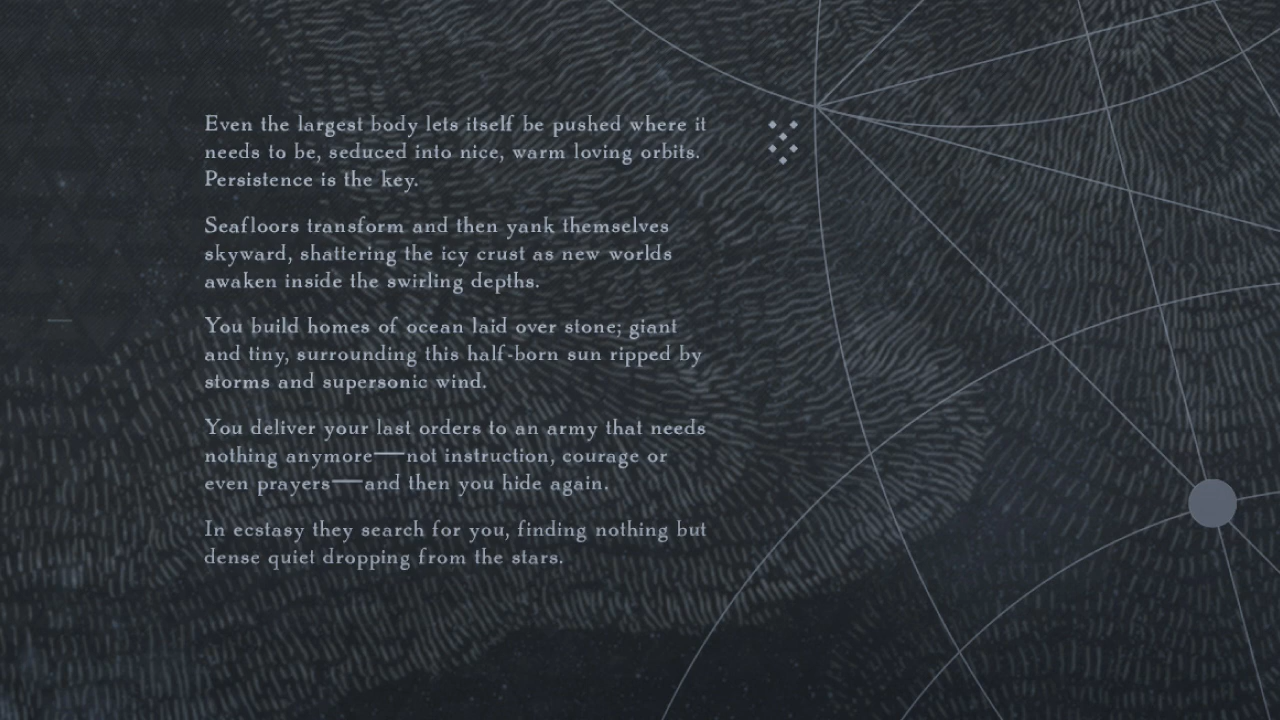 Even the largest body lets itself be pushed where it
needs to be, seduced into nice, warm loving orbits.
Persistence is the key.
Seafloors transform and then yank themselves
skyward, shattering the icy crust as new worlds
awaken inside the swirling depths.
You build homes of ocean laid over stone; giant
and tiny, surrounding this half-born sun ripped by
storms and supersonic wind.
You deliver your last orders to an army that needs
nothing anymore—not instruction, courage or
even prayers—and then you hide again.
In ecstasy they search for you, finding nothing but
dense quiet dropping from the stars.